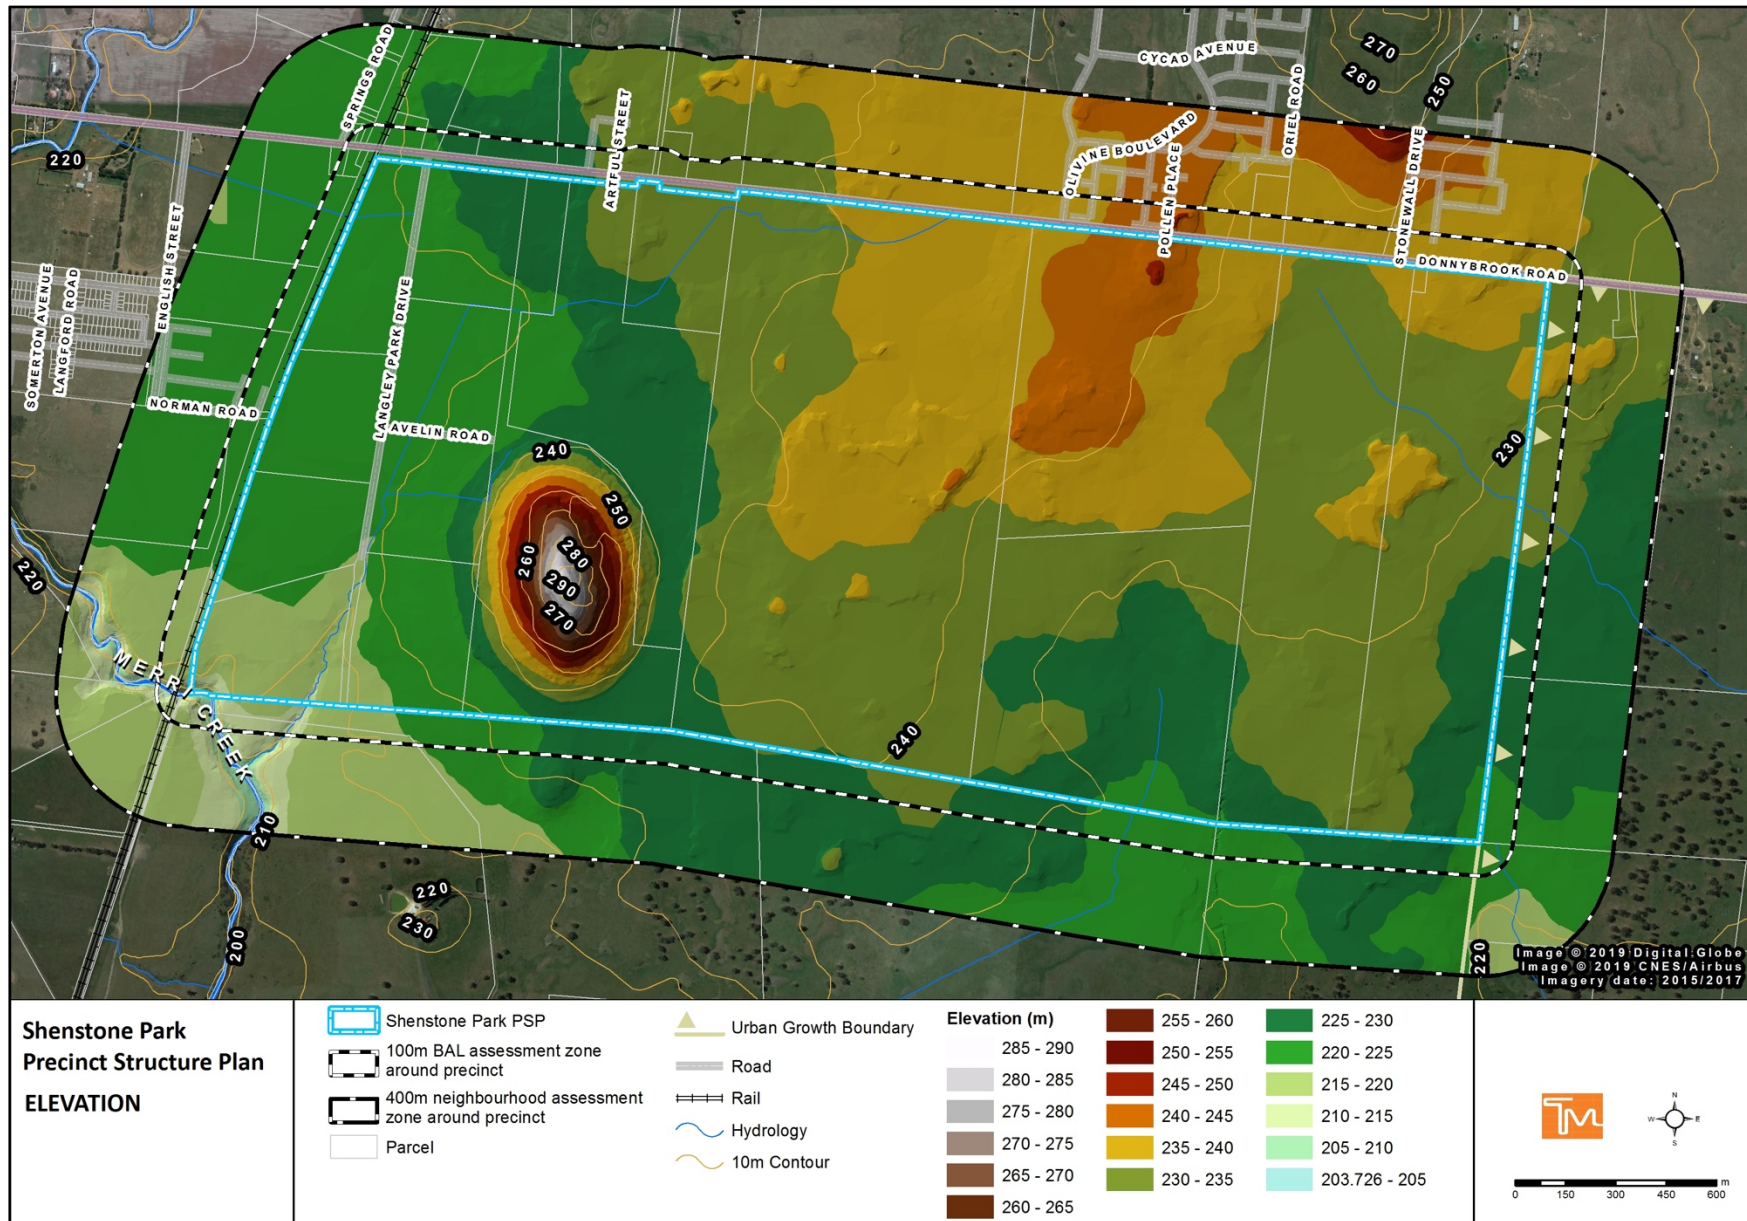 CYCAD AVENUE
270
260
250
SPRINGS ROAD
ARTFUL STREET
OLIVINE BOULEVARD
POLLEN PLACE
ORIEL ROAD
STONEWALL DRIVE
DONNYBROOK ROAD
220
ENGLISH STREET
SOMERTON AVENUE
LANGFORD ROAD
NORMAN ROAD
LANGLEY PARK DRIVE
AVELIN ROAD
240
250
260
280
290
270
230
220
MERRI CREEK
240
210
200
220
230
220
Image © 2019 Digital Globe
Image © 2019 CNES/Airbus
Imagery date: 2015/2017
Shenstone Park
Precinct Structure Plan
ELEVATION
Shenstone Park PSP
100m BAL assessment zone
around precinct
400m neighbourhood assessment
zone around precinct
Parcel
Urban Growth Boundary
Road
Rail
Hydrology
10m Contour
Elevation (m)
285 - 290
280 - 285
275 - 280
270 - 275
265 - 270
260 - 265
255 - 260
250 - 255
245 - 250
240 - 245
235 - 240
230 - 235
225 - 230
220 - 225
215 - 220
210 - 215
205 - 210
203.726 - 205
TM
N
W E
S
0 150 300 450 600 m